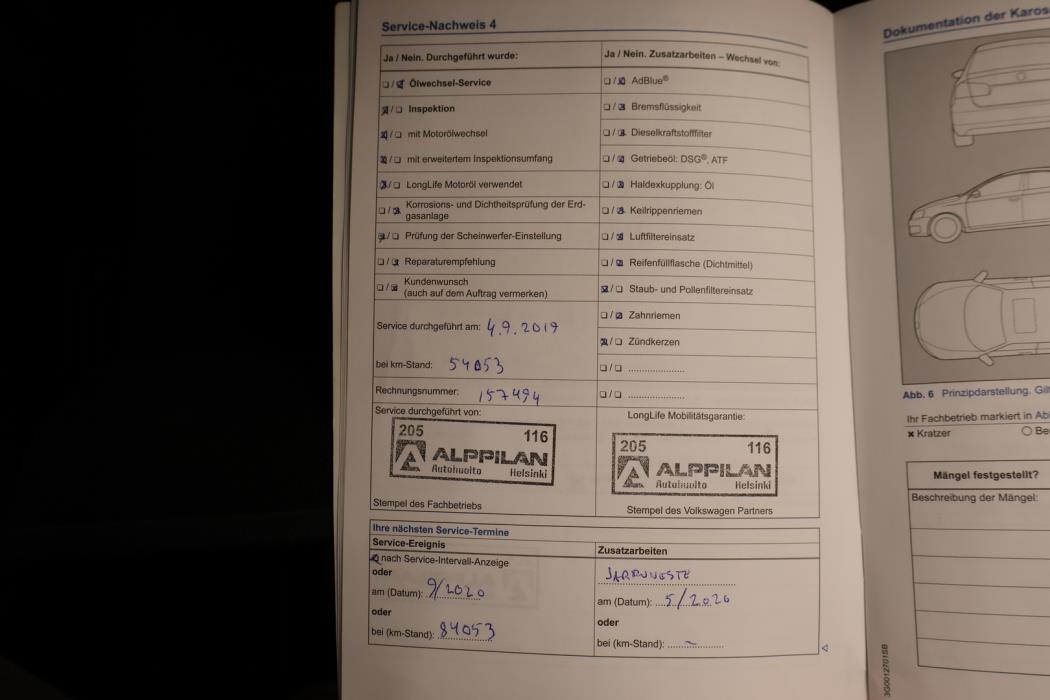 Service-Nachweis 4
Ja / Nein. Durchgeführt wurde:
Ölwechsel-Service
Inspektion
mit Motorölwechsel
mit erweitertem Inspektionsumfang
LongLife Motoröl verwendet
Korrosions- und Dichtheitsprüfung der Erd-
gasanlage
Prüfung der Scheinwerfer-Einstellung
Reparaturempfehlung
Kundenwunsch
(auch auf dem Auftrag vermerken)
Service durchgeführt am: 4.9.2019
bei km-Stand: 54053
Rechnungsnummer: 157494
Service durchgeführt von:
205 116
ALPPILAN
Autohuolto Helsinki
Stempel des Fachbetriebs
Ja / Nein. Zusatzarbeiten – Wechsel von:
AdBlue®
Bremsflüssigkeit
Dieselkraftstofffilter
Getriebeöl: DSG®, ATF
Haldexkupplung: Öl
Keilrippenriemen
Luftfiltereinsatz
Reifenfüllflasche (Dichtmittel)
Staub- und Pollenfiltereinsatz
Zahnriemen
Zündkerzen
LongLife Mobilitätsgarantie:
205 116
ALPPILAN
Autohuolto Helsinki
Stempel des Volkswagen Partners
Ihre nächsten Service-Termine
Service-Ereignis
nach Service-Intervall-Anzeige
oder
am (Datum): 9/2020
oder
bei (km-Stand): 84053
Zusatzarbeiten
JARRUNESTE
am (Datum): 5/2020
oder
bei (km-Stand): ~
Dokumentation der Karos
Abb. 6 Prinzipdarstellung. Gilt
Ihr Fachbetrieb markiert in Ab
× Kratzer
Be
Mängel festgestellt?
Beschreibung der Mängel:
3G0012701SB